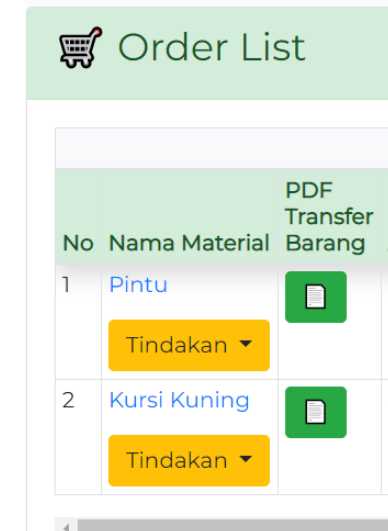 Order List
No Nama Material PDF Transfer Barang
1 Pintu
Tindakan
2 Kursi Kuning
Tindakan